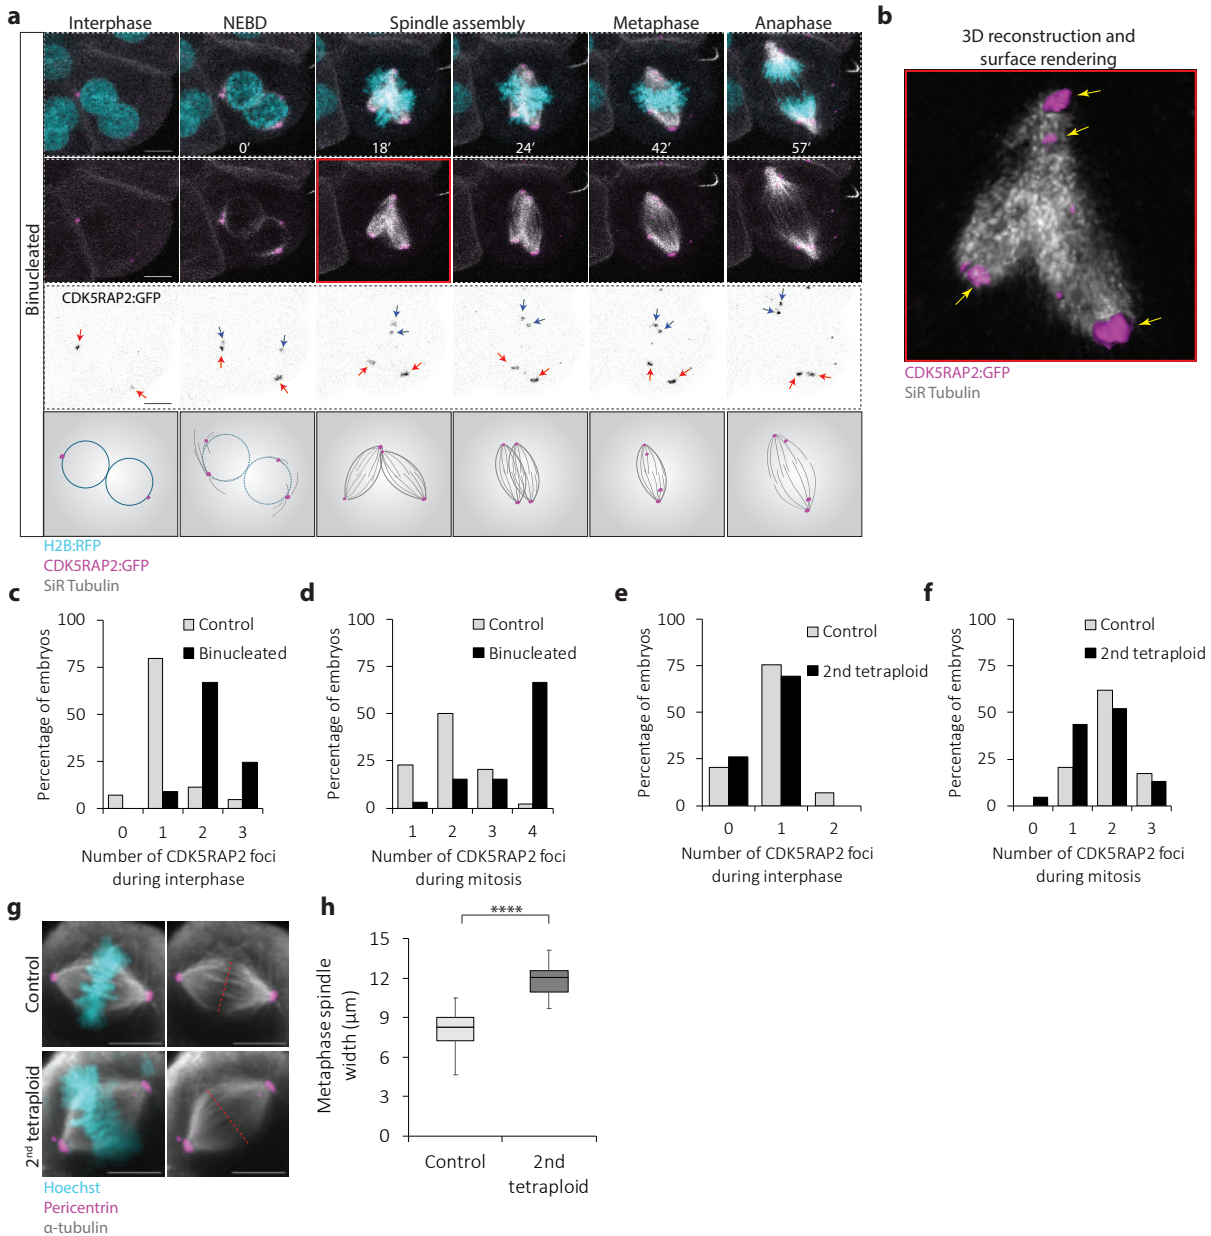 a
Interphase
NEBD
Spindle assembly
Metaphase
Anaphase
Binucleated
0'
18'
24'
42'
57'
CDK5RAP2:GFP
H2B:RFP
CDK5RAP2:GFP
SiR Tubulin
b
3D reconstruction and
surface rendering
CDK5RAP2:GFP
SiR Tubulin
c
Percentage of embryos
100
75
50
25
0
Control
Binucleated
0 1 2 3
Number of CDK5RAP2 foci
during interphase
d
Percentage of embryos
100
75
50
25
0
Control
Binucleated
1 2 3 4
Number of CDK5RAP2 foci
during mitosis
e
Percentage of embryos
100
75
50
25
0
Control
2nd tetraploid
0 1 2
Number of CDK5RAP2 foci
during interphase
f
Percentage of embryos
100
75
50
25
0
Control
2nd tetraploid
0 1 2 3
Number of CDK5RAP2 foci
during mitosis
g
Control
2nd tetraploid
Hoechst
Pericentrin
α-tubulin
h
****
Metaphase spindle
width (µm)
15
12
9
6
3
0
Control
2nd
tetraploid